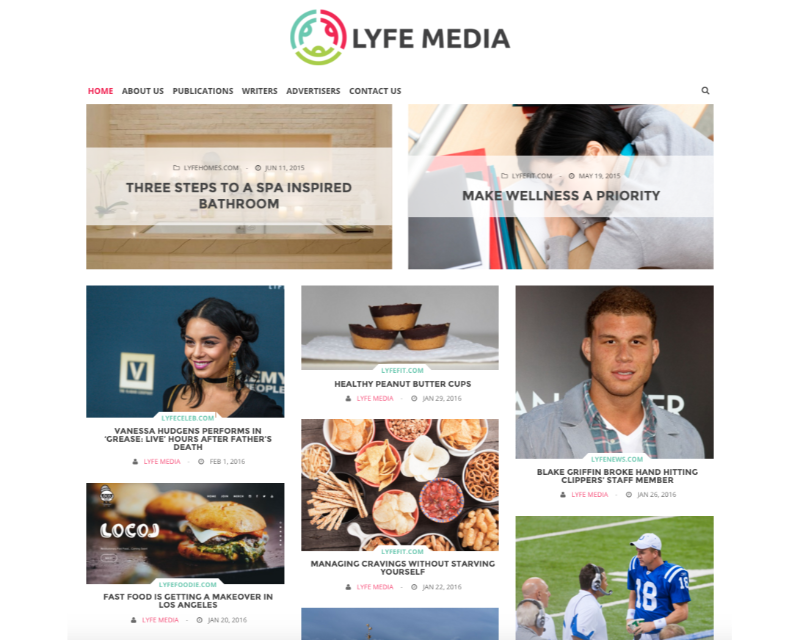 LYFE MEDIA
HOME ABOUT US PUBLICATIONS WRITERS ADVERTISERS CONTACT US
LYFEHOMES.COM - JUN 11, 2015
THREE STEPS TO A SPA INSPIRED
BATHROOM
LYFEFIT.COM - MAY 19, 2015
MAKE WELLNESS A PRIORITY
V
LYFECELEB.COM
VANESSA HUDGENS PERFORMS IN
'GREASE: LIVE' HOURS AFTER FATHER'S
DEATH
LYFE MEDIA - FEB 1, 2016
LOCOL
LYFEFOODIE.COM
FAST FOOD IS GETTING A MAKEOVER IN
LOS ANGELES
LYFE MEDIA - JAN 20, 2016
LYFEFIT.COM
HEALTHY PEANUT BUTTER CUPS
LYFE MEDIA - JAN 29, 2016
LYFEFIT.COM
MANAGING CRAVINGS WITHOUT STARVING
YOURSELF
LYFE MEDIA - JAN 22, 2016
LYFENEWS.COM
BLAKE GRIFFIN BROKE HAND HITTING
CLIPPERS' STAFF MEMBER
LYFE MEDIA - JAN 26, 2016
18